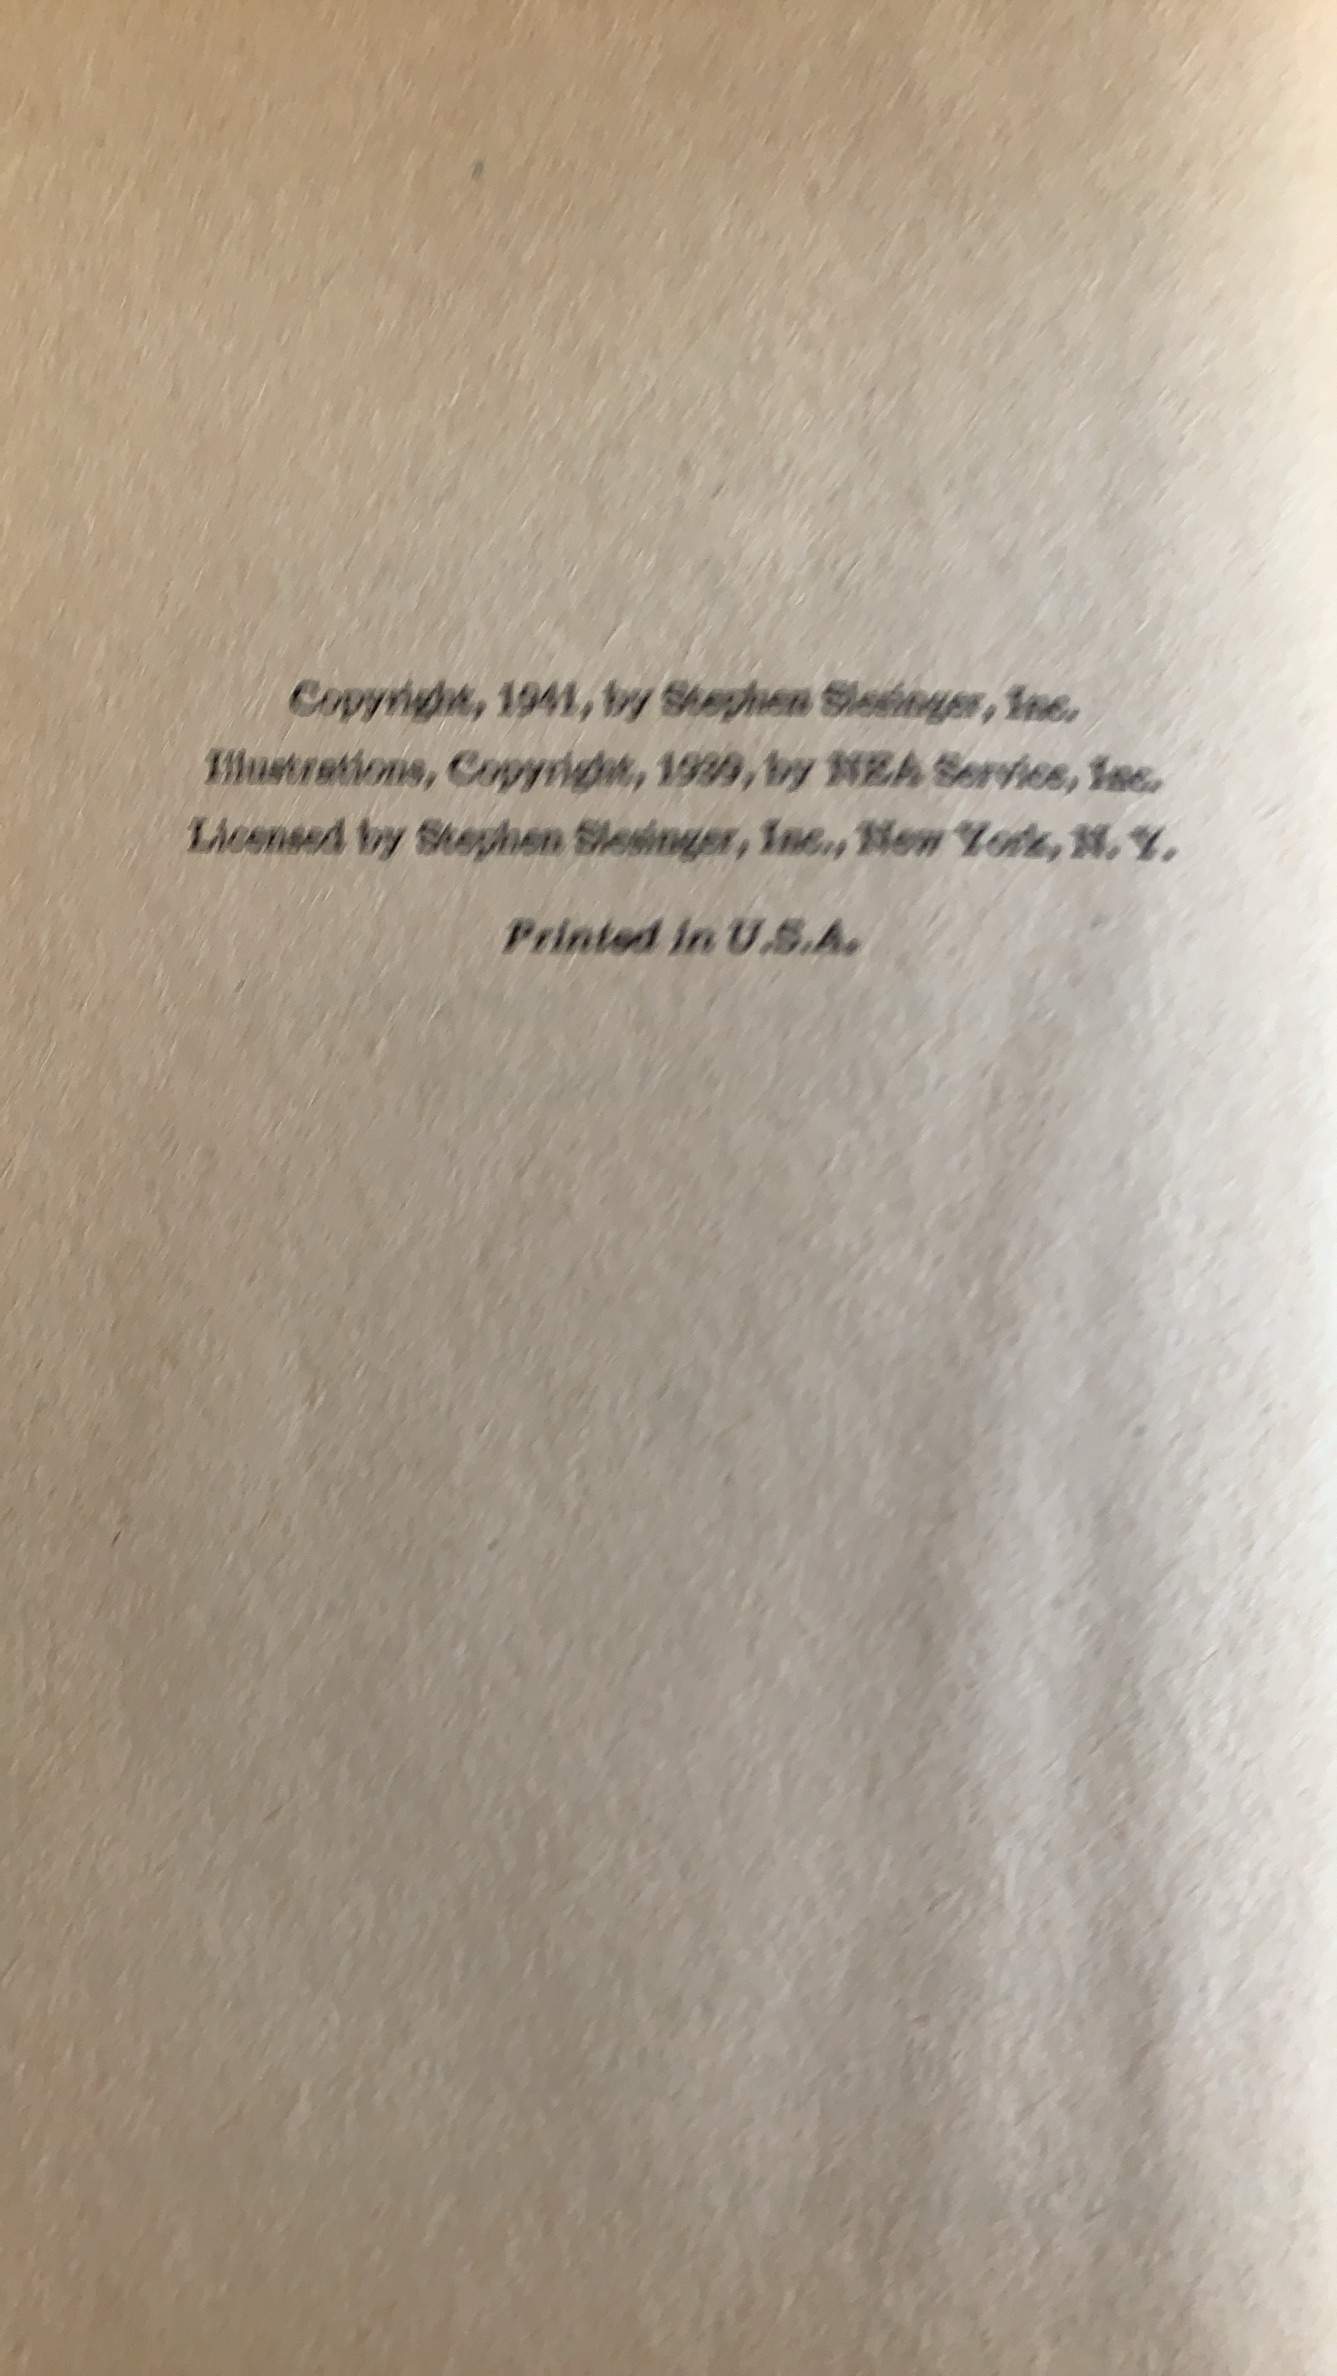 Copyright, 1941, by Stephen Slesinger, Inc.
Illustrations, Copyright, 1939, by NEA Service, Inc.
Licensed by Stephen Slesinger, Inc., New York, N. Y.
Printed in U.S.A.